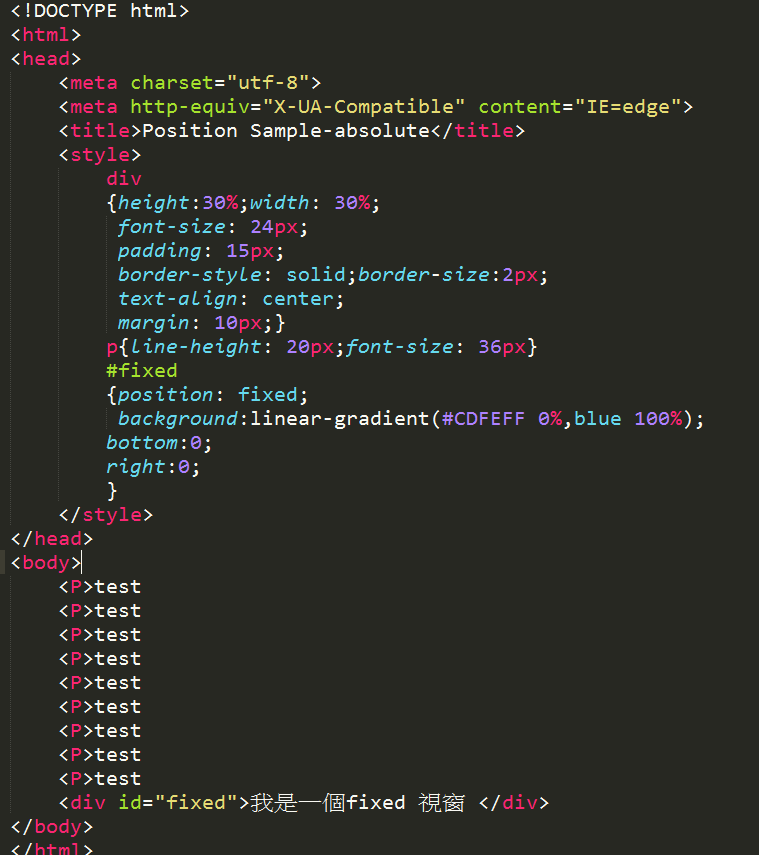 <!DOCTYPE html>
<html>
<head>
    <meta charset="utf-8">
    <meta http-equiv="X-UA-Compatible" content="IE=edge">
    <title>Position Sample-absolute</title>
    <style>
        div
        {height:30%;width: 30%;
         font-size: 24px;
         padding: 15px;
         border-style: solid;border-size:2px;
         text-align: center;
         margin: 10px;}
        p{line-height: 20px;font-size: 36px}
        #fixed
        {position: fixed;
         background:linear-gradient(#CDFEFF 0%,blue 100%);
        bottom:0;
        right:0;
        }
    </style>
</head>
<body>
    <P>test
    <P>test
    <P>test
    <P>test
    <P>test
    <P>test
    <P>test
    <P>test
    <P>test
    <div id="fixed">我是一個fixed 視窗 </div>
</body>
</html>